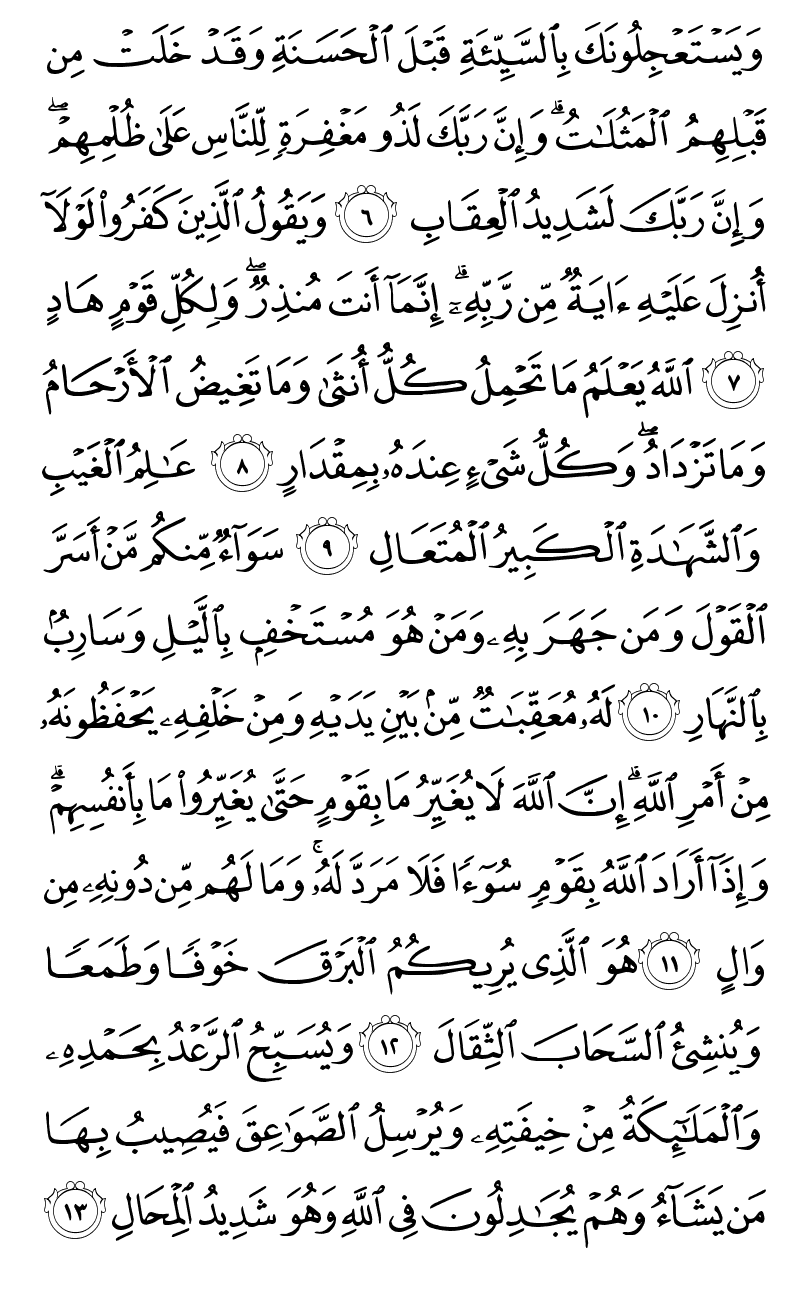 وَيَسۡتَعۡجِلُونَكَ بِٱلسَّيِّئَةِ قَبۡلَ ٱلۡحَسَنَةِ وَقَدۡ خَلَتۡ مِن
قَبۡلِهِمُ ٱلۡمَثُلَٰتُۗ وَإِنَّ رَبَّكَ لَذُو مَغۡفِرَةٖ لِّلنَّاسِ عَلَىٰ ظُلۡمِهِمۡۖ
وَإِنَّ رَبَّكَ لَشَدِيدُ ٱلۡعِقَابِ ٦ وَيَقُولُ ٱلَّذِينَ كَفَرُواْ لَوۡلَآ
أُنزِلَ عَلَيۡهِ ءَايَةٞ مِّن رَّبِّهِۦٓۗ إِنَّمَآ أَنتَ مُنذِرٞۖ وَلِكُلِّ قَوۡمٍ هَادٍ
٧ ٱللَّهُ يَعۡلَمُ مَا تَحۡمِلُ كُلُّ أُنثَىٰ وَمَا تَغِيضُ ٱلۡأَرۡحَامُ
وَمَا تَزۡدَادُۖ وَكُلُّ شَيۡءٍ عِندَهُۥ بِمِقۡدَارٍ ٨ عَٰلِمُ ٱلۡغَيۡبِ
وَٱلشَّهَٰدَةِ ٱلۡكَبِيرُ ٱلۡمُتَعَالِ ٩ سَوَآءٞ مِّنكُم مَّنۡ أَسَرَّ
ٱلۡقَوۡلَ وَمَن جَهَرَ بِهِۦ وَمَنۡ هُوَ مُسۡتَخۡفِۭ بِٱلَّيۡلِ وَسَارِبُۢ
بِٱلنَّهَارِ ١٠ لَهُۥ مُعَقِّبَٰتٞ مِّنۢ بَيۡنِ يَدَيۡهِ وَمِنۡ خَلۡفِهِۦ يَحۡفَظُونَهُۥ
مِنۡ أَمۡرِ ٱللَّهِۗ إِنَّ ٱللَّهَ لَا يُغَيِّرُ مَا بِقَوۡمٍ حَتَّىٰ يُغَيِّرُواْ مَا بِأَنفُسِهِمۡۗ
وَإِذَآ أَرَادَ ٱللَّهُ بِقَوۡمٖ سُوٓءٗا فَلَا مَرَدَّ لَهُۥۚ وَمَا لَهُم مِّن دُونِهِۦ مِن
وَالٍ ١١ هُوَ ٱلَّذِي يُرِيكُمُ ٱلۡبَرۡقَ خَوۡفٗا وَطَمَعٗا
وَيُنشِئُ ٱلسَّحَابَ ٱلثِّقَالَ ١٢ وَيُسَبِّحُ ٱلرَّعۡدُ بِحَمۡدِهِۦ
وَٱلۡمَلَٰٓئِكَةُ مِنۡ خِيفَتِهِۦ وَيُرۡسِلُ ٱلصَّوَٰعِقَ فَيُصِيبُ بِهَا
مَن يَشَآءُ وَهُمۡ يُجَٰدِلُونَ فِي ٱللَّهِ وَهُوَ شَدِيدُ ٱلۡمِحَالِ ١٣